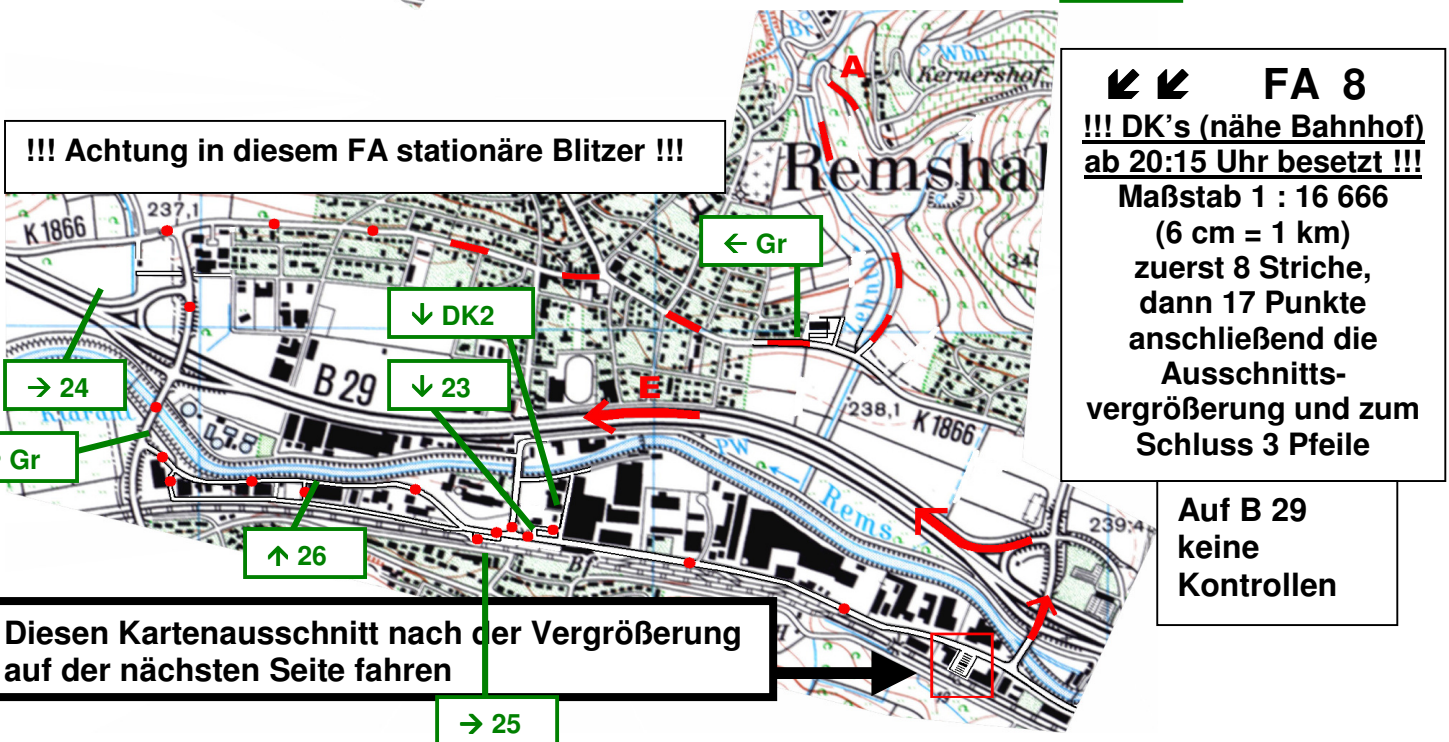 Br
Wbh
A
Kernershof
FA 8
!!! DK's (nähe Bahnhof)
ab 20:15 Uhr besetzt !!!
Maßstab 1 : 16 666
(6 cm = 1 km)
zuerst 8 Striche,
dann 17 Punkte
anschließend die
Ausschnitts-
vergrößerung und zum
Schluss 3 Pfeile
!!! Achtung in diesem FA stationäre Blitzer !!!
Remshal
237,1
K 1866
← Gr
↓ DK2
→ 24
B 29
↓ 23
E
238,1
K 1866
Gr
PW
Rems
239,4
Auf B 29
keine
Kontrollen
↑ 26
Bf
Diesen Kartenausschnitt nach der Vergrößerung
auf der nächsten Seite fahren
→ 25